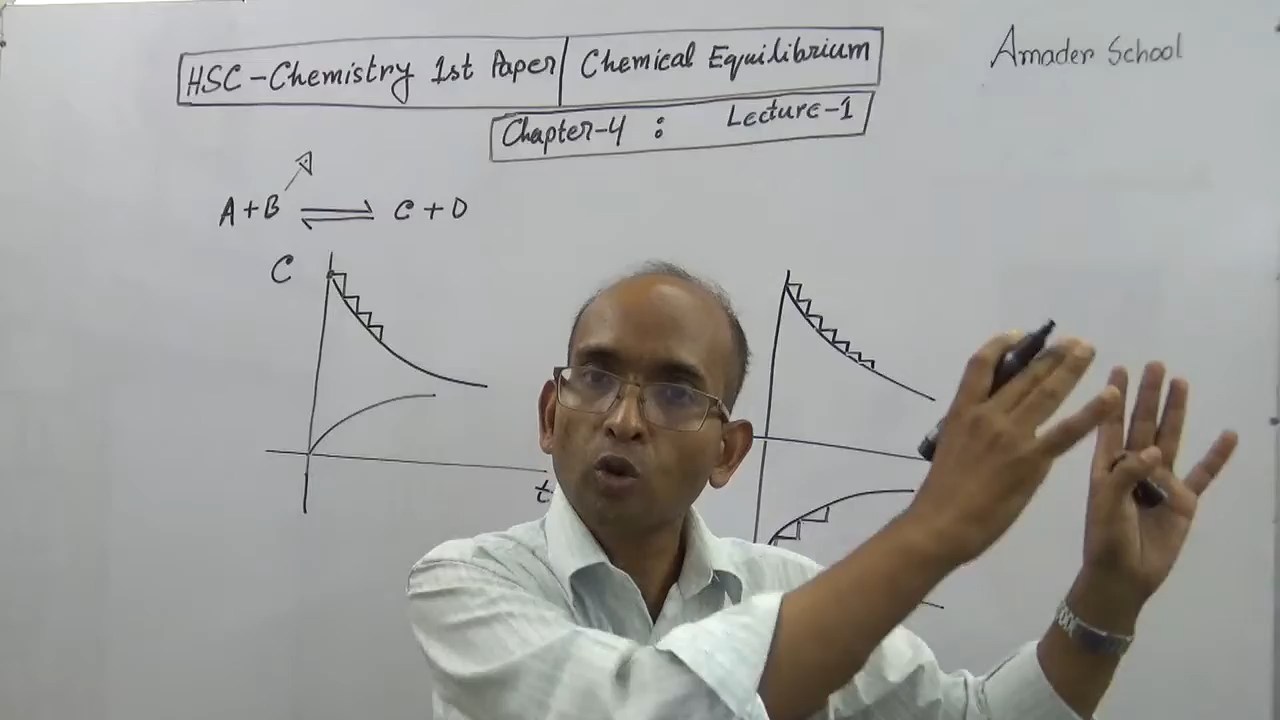 HSC-Chemistry 1st Paper | Chemical Equilibrium
Amader School
Chapter-4 : Lecture-1
A+B ⇌ C+D
C
t